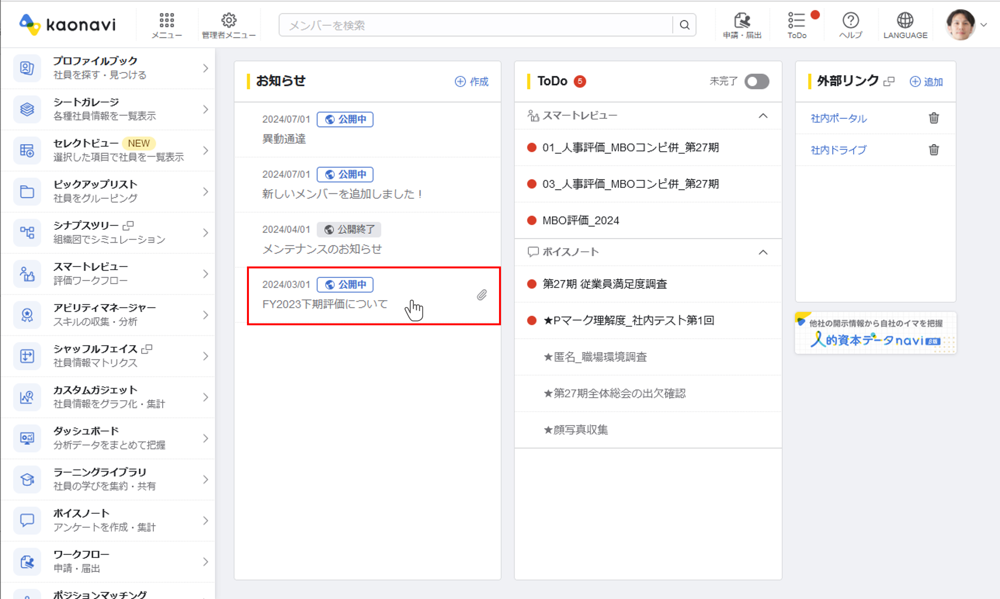 kaonavi
メニュー
管理者メニュー
メンバーを検索
申請・届出
ToDo
ヘルプ
LANGUAGE
プロファイルブック
社員を探す・見つける
シートガレージ
各種社員情報を一覧表示
セレクトビュー NEW
選択した項目で社員を一覧表示
ピックアップリスト
社員をグルーピング
シナプスツリー
組織図でシミュレーション
スマートレビュー
評価ワークフロー
アビリティマネージャー
スキルの収集・分析
シャッフルフェイス
社員情報マトリクス
カスタムガジェット
社員情報をグラフ化・集計
ダッシュボード
分析データをまとめて把握
ラーニングライブラリ
社員の学びを集約・共有
ボイスノート
アンケートを作成・集計
ワークフロー
申請・届出
ポジションマッチング
お知らせ
作成
2024/07/01 公開中
異動通達
2024/07/01 公開中
新しいメンバーを追加しました！
2024/04/01 公開終了
メンテナンスのお知らせ
2024/03/01 公開中
FY2023下期評価について
ToDo 5
未完了
スマートレビュー
01_人事評価_MBOコンピ併_第27期
03_人事評価_MBOコンピ併_第27期
MBO評価_2024
ボイスノート
第27期 従業員満足度調査
★Pマーク理解度_社内テスト第1回
★匿名_職場環境調査
★第27期全体総会の出欠確認
★顔写真収集
外部リンク
追加
社内ポータル
社内ドライブ
他社の開示情報から自社のイマを把握
人的資本データnavi β版